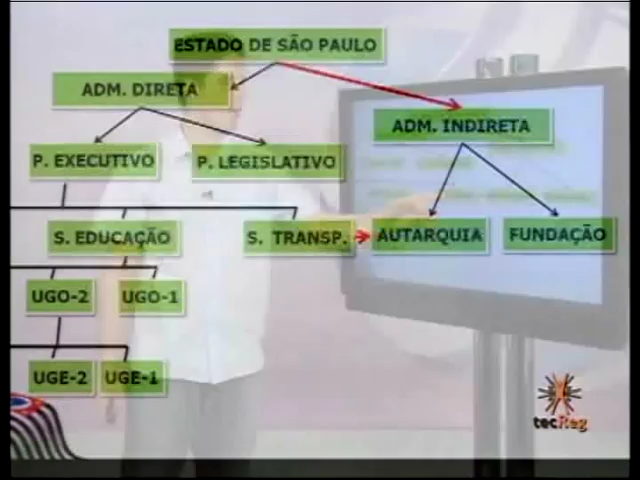 ESTADO DE SÃO PAULO
ADM. DIRETA
ADM. INDIRETA
P. EXECUTIVO
P. LEGISLATIVO
S. EDUCAÇÃO
S. TRANSP.
AUTARQUIA
FUNDAÇÃO
UGO-2
UGO-1
UGE-2
UGE-1
tecReg